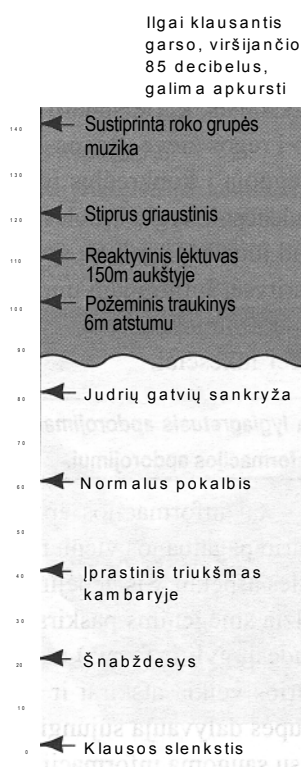 Ilgai klausantis
garso, viršijančio
85 decibelus,
galima apkursti
140
Sustiprinta roko grupės
muzika
130
120
Stiprus griaustinis
110
Reaktyvinis lėktuvas
150m aukštyje
100
Požeminis traukinys
6m atstumu
90
80
Judrių gatvių sankryža
70
60
Normalus pokalbis
50
40
Įprastinis triukšmas
kambaryje
30
20
Šnabždesys
10
0
Klausos slenkstis